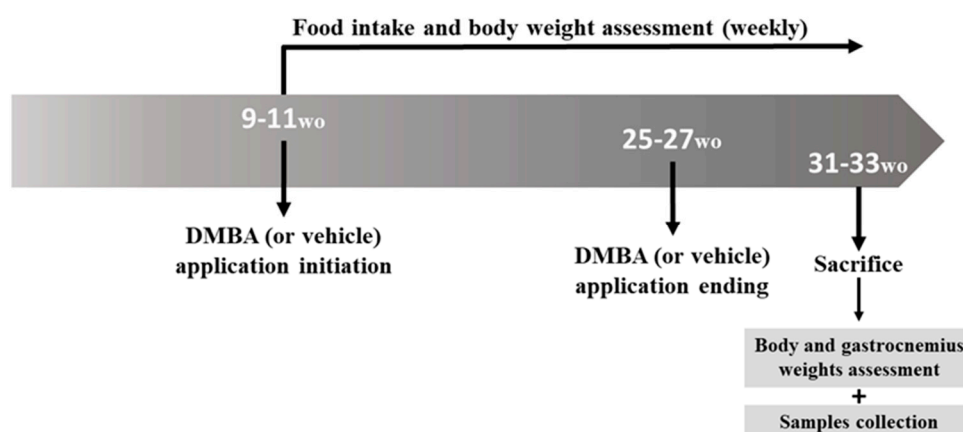 Food intake and body weight assessment (weekly)
9-11wo
25-27wo
31-33wo
DMBA (or vehicle)
application initiation
DMBA (or vehicle)
application ending
Sacrifice
Body and gastrocnemius
weights assessment
+
Samples collection